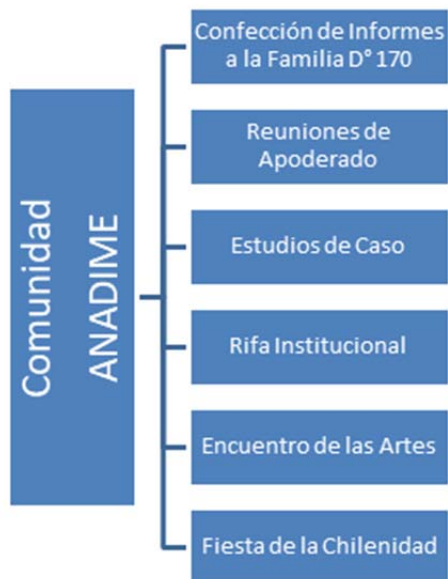 Comunidad
ANADIME
Confección de Informes
a la Familia D° 170
Reuniones de
Apoderado
Estudios de Caso
Rifa Institucional
Encuentro de las Artes
Fiesta de la Chilenidad